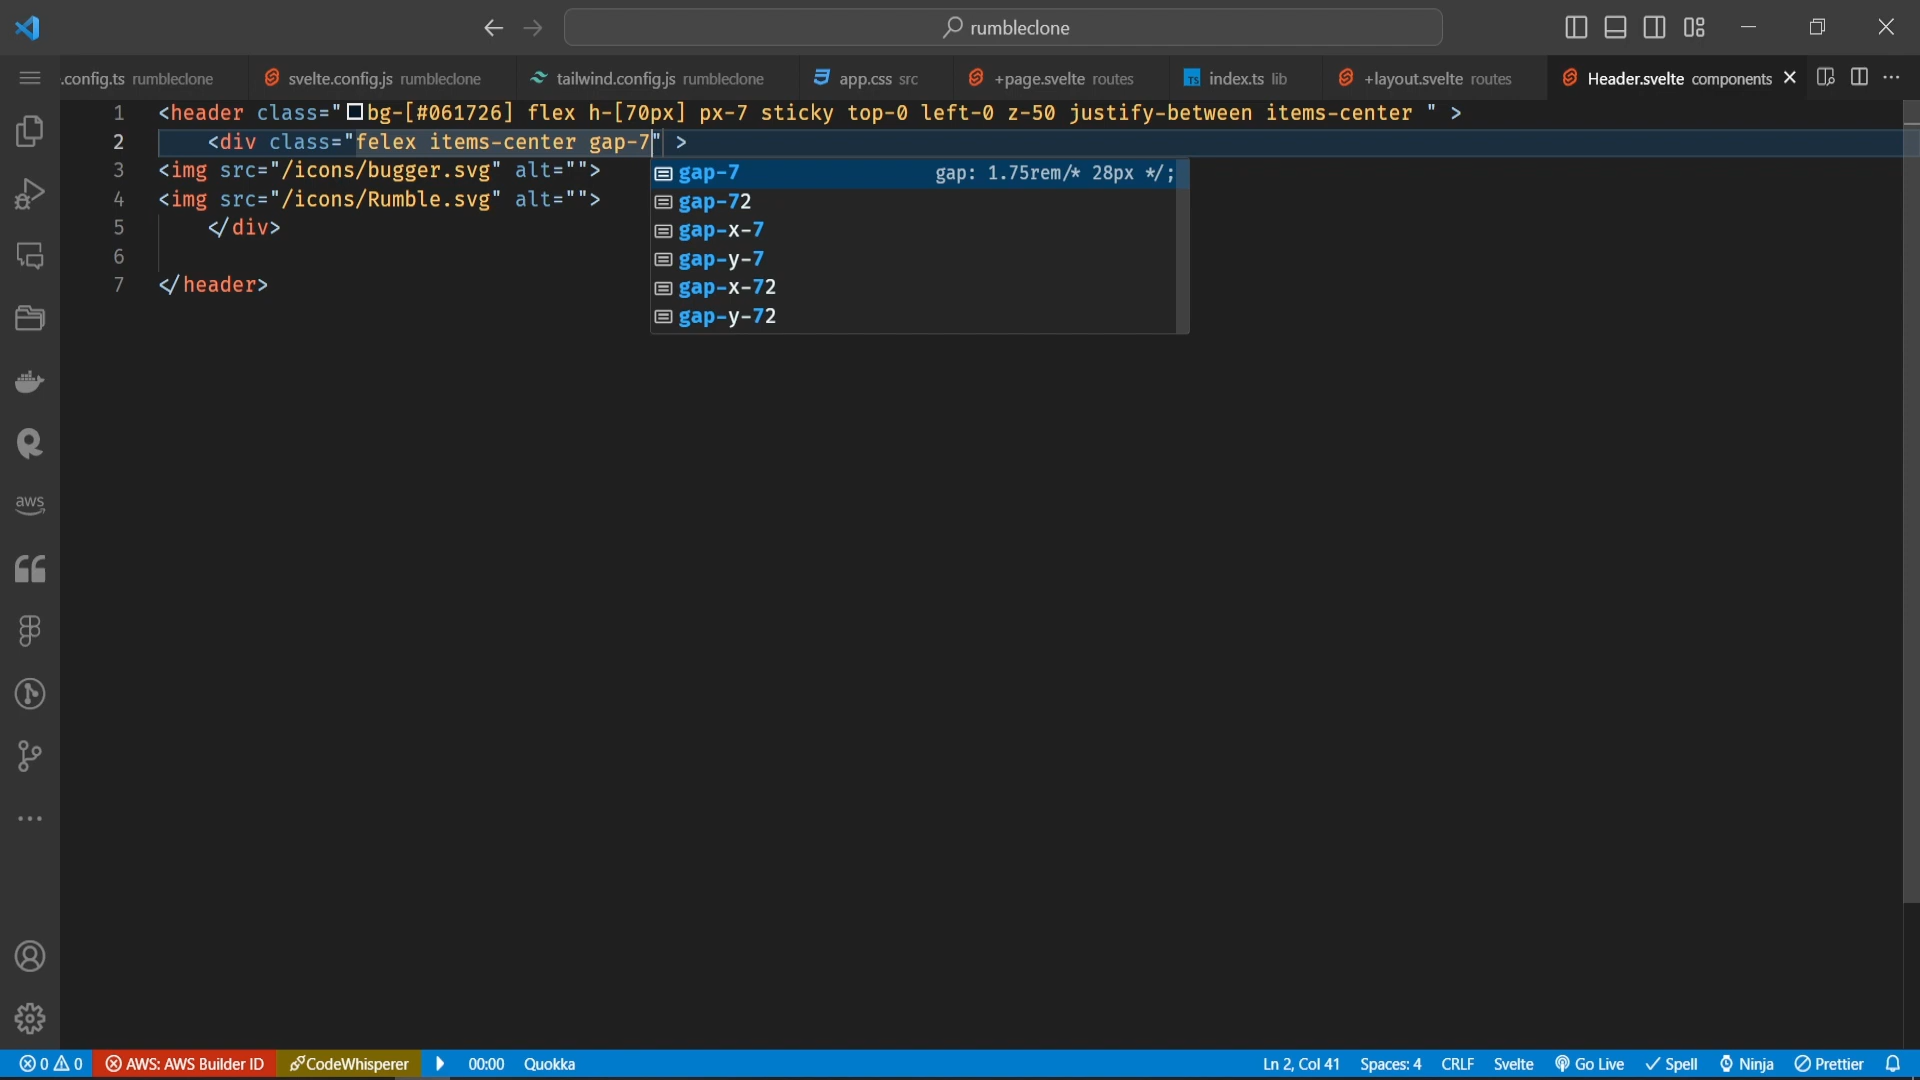 rumbleclone
.config.ts rumbleclone svelte.config.js rumbleclone tailwind.config.js rumbleclone app.css src +page.svelte routes TS index.ts lib +layout.svelte routes Header.svelte components
1 <header class="bg-[#061726] flex h-[70px] px-7 sticky top-0 left-0 z-50 justify-between items-center " >
2 <div class="felex items-center gap-7" >
3 <img src="/icons/bugger.svg" alt="">
4 <img src="/icons/Rumble.svg" alt="">
5 </div>
6
7 </header>
gap-7 gap: 1.75rem/* 28px */;
gap-72
gap-x-7
gap-y-7
gap-x-72
gap-y-72
aws
0 0 AWS: AWS Builder ID CodeWhisperer 00:00 Quokka Ln 2, Col 41 Spaces: 4 CRLF Svelte Go Live Spell Ninja Prettier